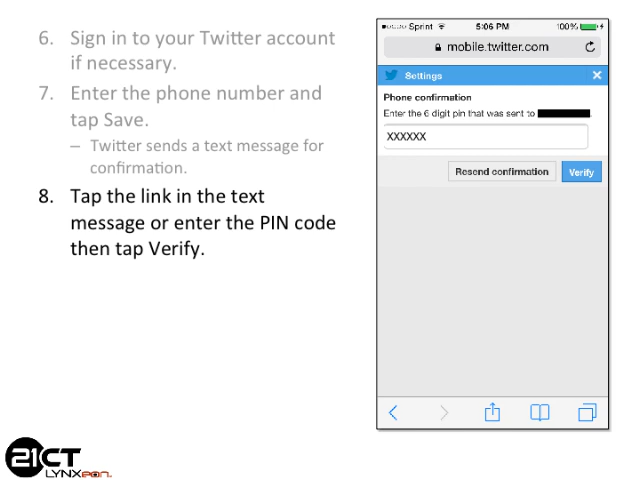 6. Sign in to your Twitter account
if necessary.
7. Enter the phone number and
tap Save.
– Twitter sends a text message for
confirmation.
8. Tap the link in the text
message or enter the PIN code
then tap Verify.
Sprint 5:06 PM 100%
mobile.twitter.com
Settings
Phone confirmation
Enter the 6 digit pin that was sent to
XXXXXX
Resend confirmation Verify
21CT
LYNXeon